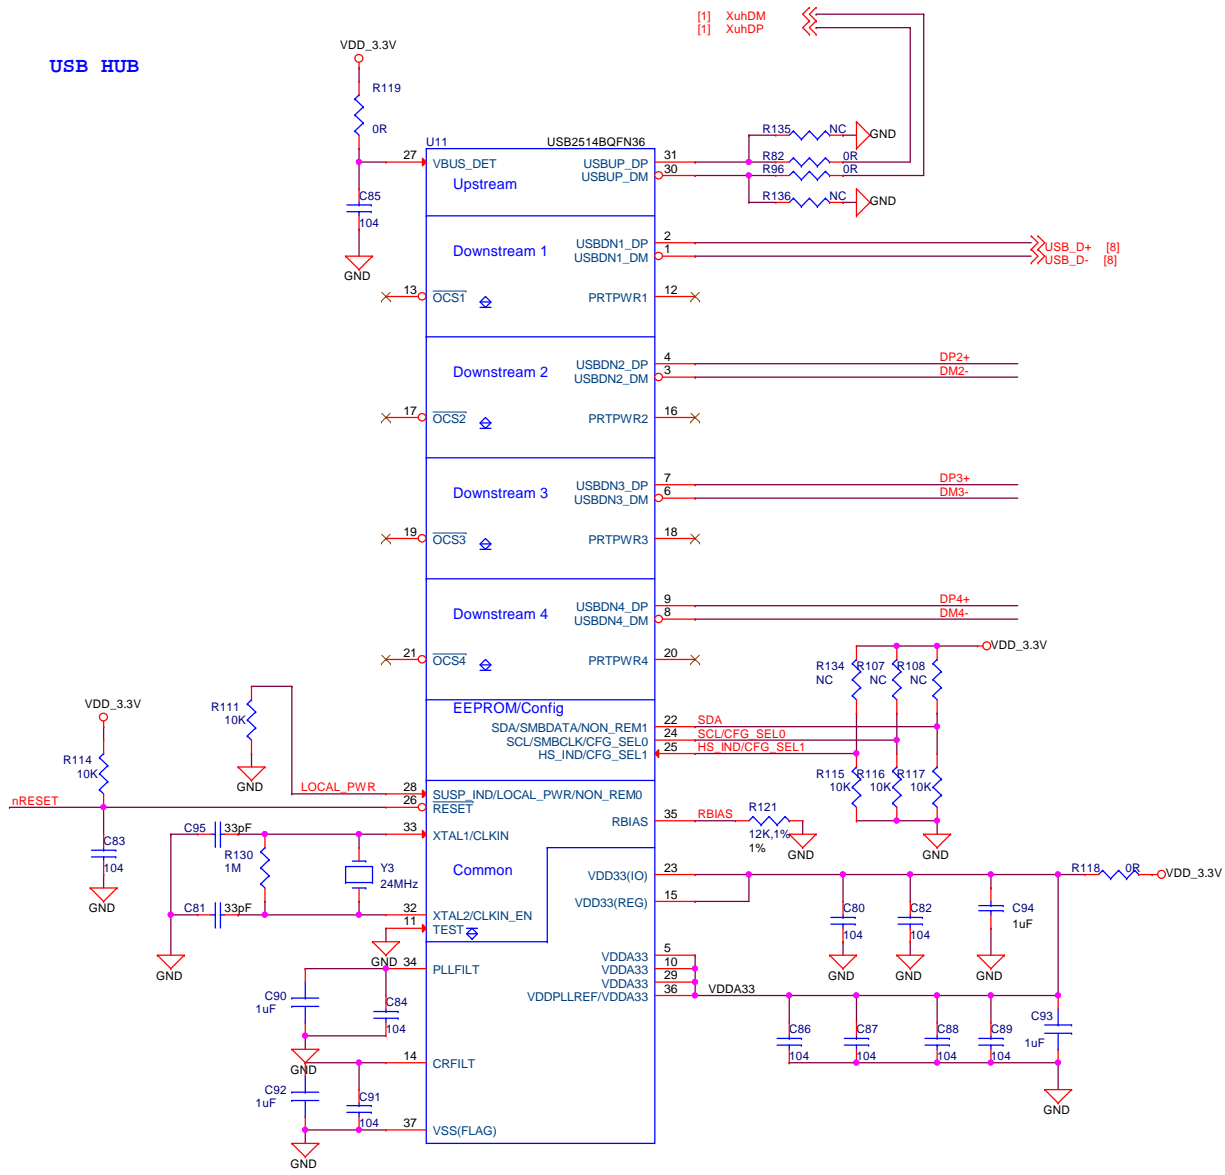 [1] XuhDM
[1] XuhDP
VDD_3.3V
USB HUB
R119
0R
U11 USB2514BQFN36
R135 NC GND
27 VBUS_DET USBUP_DP 31 R82 0R
USBUP_DM 30 R96 0R
Upstream
C85 R136 NC GND
104
GND
USBDN1_DP 2 USB_D+ [8]
Downstream 1 USBDN1_DM 1 USB_D- [8]
13 OCS1 PRTPWR1 12
USBDN2_DP 4 DP2+
Downstream 2 USBDN2_DM 3 DM2-
17 OCS2 PRTPWR2 16
USBDN3_DP 7 DP3+
Downstream 3 USBDN3_DM 6 DM3-
19 OCS3 PRTPWR3 18
USBDN4_DP 9 DP4+
Downstream 4 USBDN4_DM 8 DM4-
21 OCS4 PRTPWR4 20
VDD_3.3V
R134 R107 R108
NC NC NC
VDD_3.3V
R111
10K
EEPROM/Config
SDA/SMBDATA/NON_REM1 22 SDA
SCL/SMBCLK/CFG_SEL0 24 SCL/CFG_SEL0
HS_IND/CFG_SEL1 25 HS_IND/CFG_SEL1
R114
10K
GND
R115 R116 R117
10K 10K 10K
LOCAL_PWR 28 SUSP_IND/LOCAL_PWR/NON_REM0
nRESET 26 RESET
RBIAS 35 RBIAS R121
12K,1%
1%
GND
GND
C95 33pF 33 XTAL1/CLKIN
C83
104
GND
R130
1M
Y3
24MHz
Common
VDD33(IO) 23
R118 0R VDD_3.3V
VDD33(REG) 15
C81 33pF 32 XTAL2/CLKIN_EN
11 TEST
GND
GND
C80 C82 C94
104 104 1uF
GND GND GND
34 PLLFILT
VDDA33 5
VDDA33 10
VDDA33 29
VDDPLLREF/VDDA33 36 VDDA33
C90
1uF
C84
104
GND
C86 C87 C88 C89 C93
104 104 104 104 1uF
GND
14 CRFILT
C92
1uF
C91
104
37 VSS(FLAG)
GND